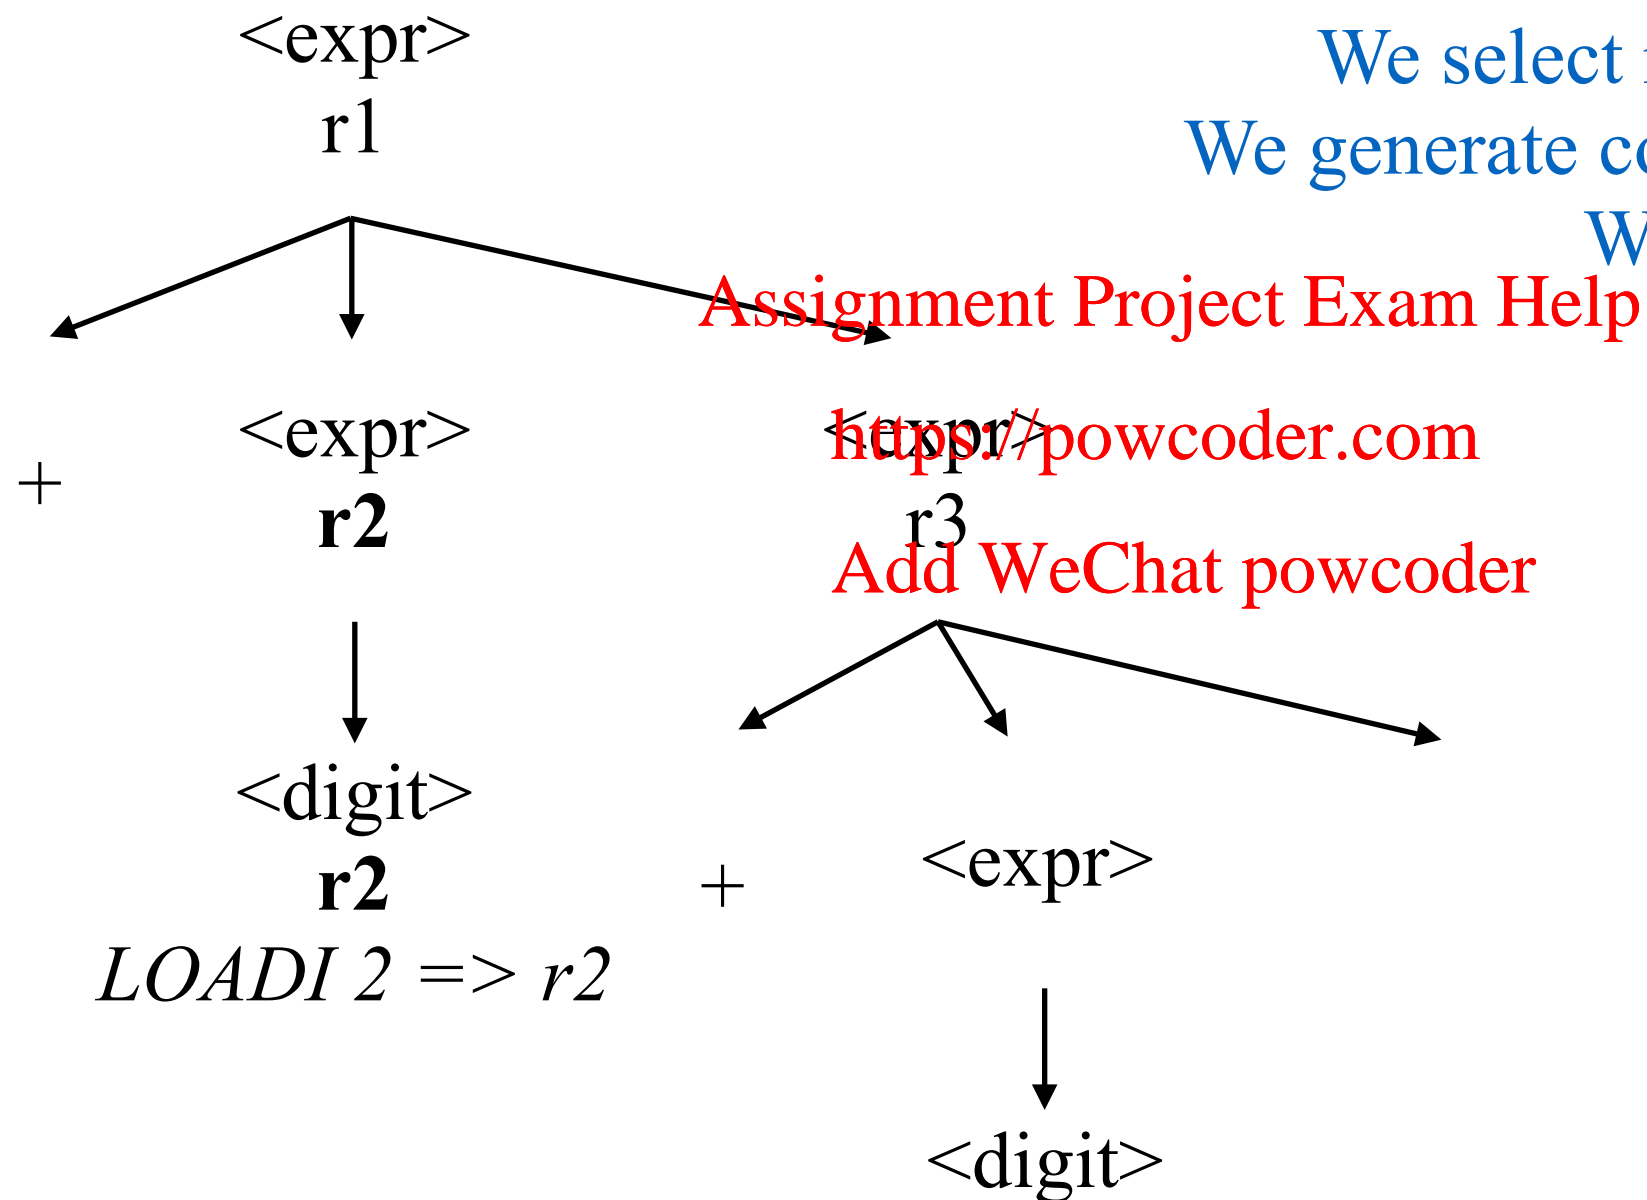 <expr>
r1
We select
We generate
Assignment Project Exam Help
<expr>
<expr>
https://powcoder.com
+
r2
r3
Add WeChat powcoder
<digit>
r2
+
<expr>
LOADI 2 => r2
<digit>